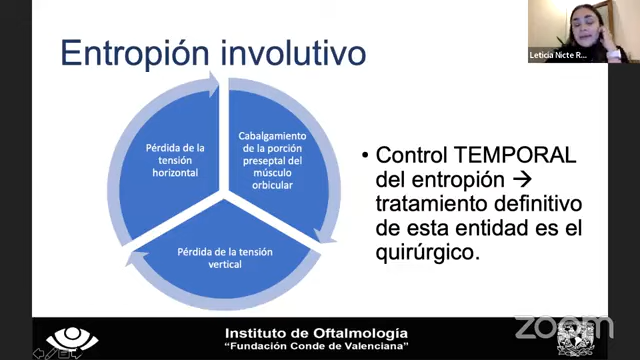 Entropión involutivo
Pérdida de la
tensión
horizontal
Cabalgamiento
de la porción
preseptal del
músculo
orbicular
Pérdida de la tensión
vertical
• Control TEMPORAL
del entropión →
tratamiento definitivo
de esta entidad es el
quirúrgico.
Leticia Nicte R...
Instituto de Oftalmología
“Fundación Conde de Valenciana”
zoom